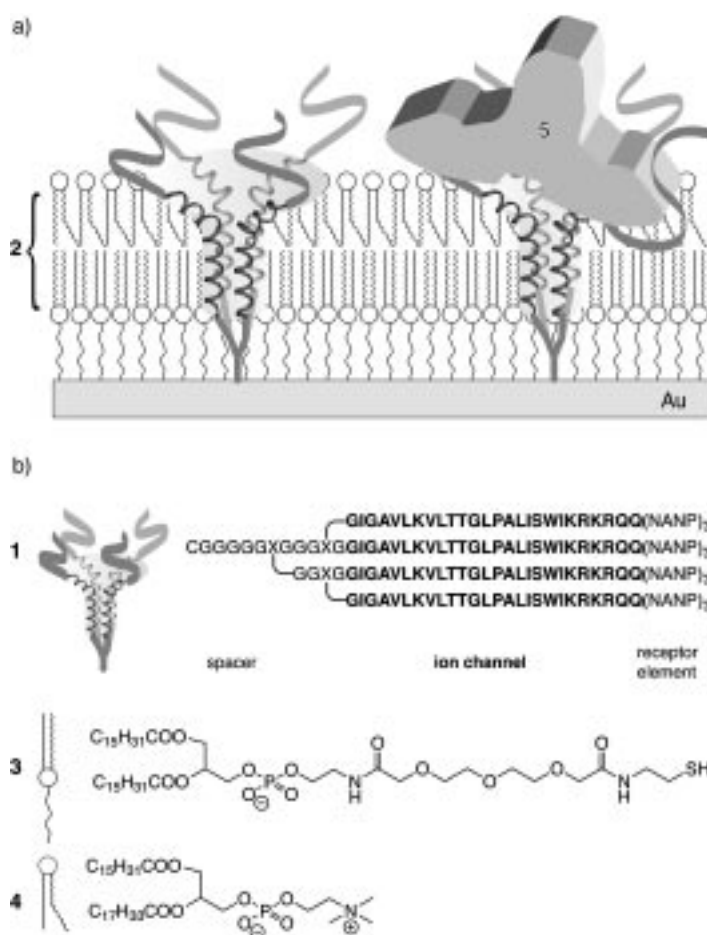 a)
5
2
Au
b)
1
GIGAVLKVLTTGLPALISWIKRKRQQ(NANP)
CGGGGGXGGGXGGIGAVLKVLTTGLPALISWIKRKRQQ(NANP)
GGXGGIGAVLKVLTTGLPALISWIKRKRQQ(NANP)
GIGAVLKVLTTGLPALISWIKRKRQQ(NANP)
spacer
ion channel
receptor
element
3
C15H31COO
C15H31COO
O
O
P
O
O
⊖
N
H
O
O
O
O
O
N
H
SH
4
C15H31COO
C17H33COO
O
O
P
O
O
⊖
N
⊕